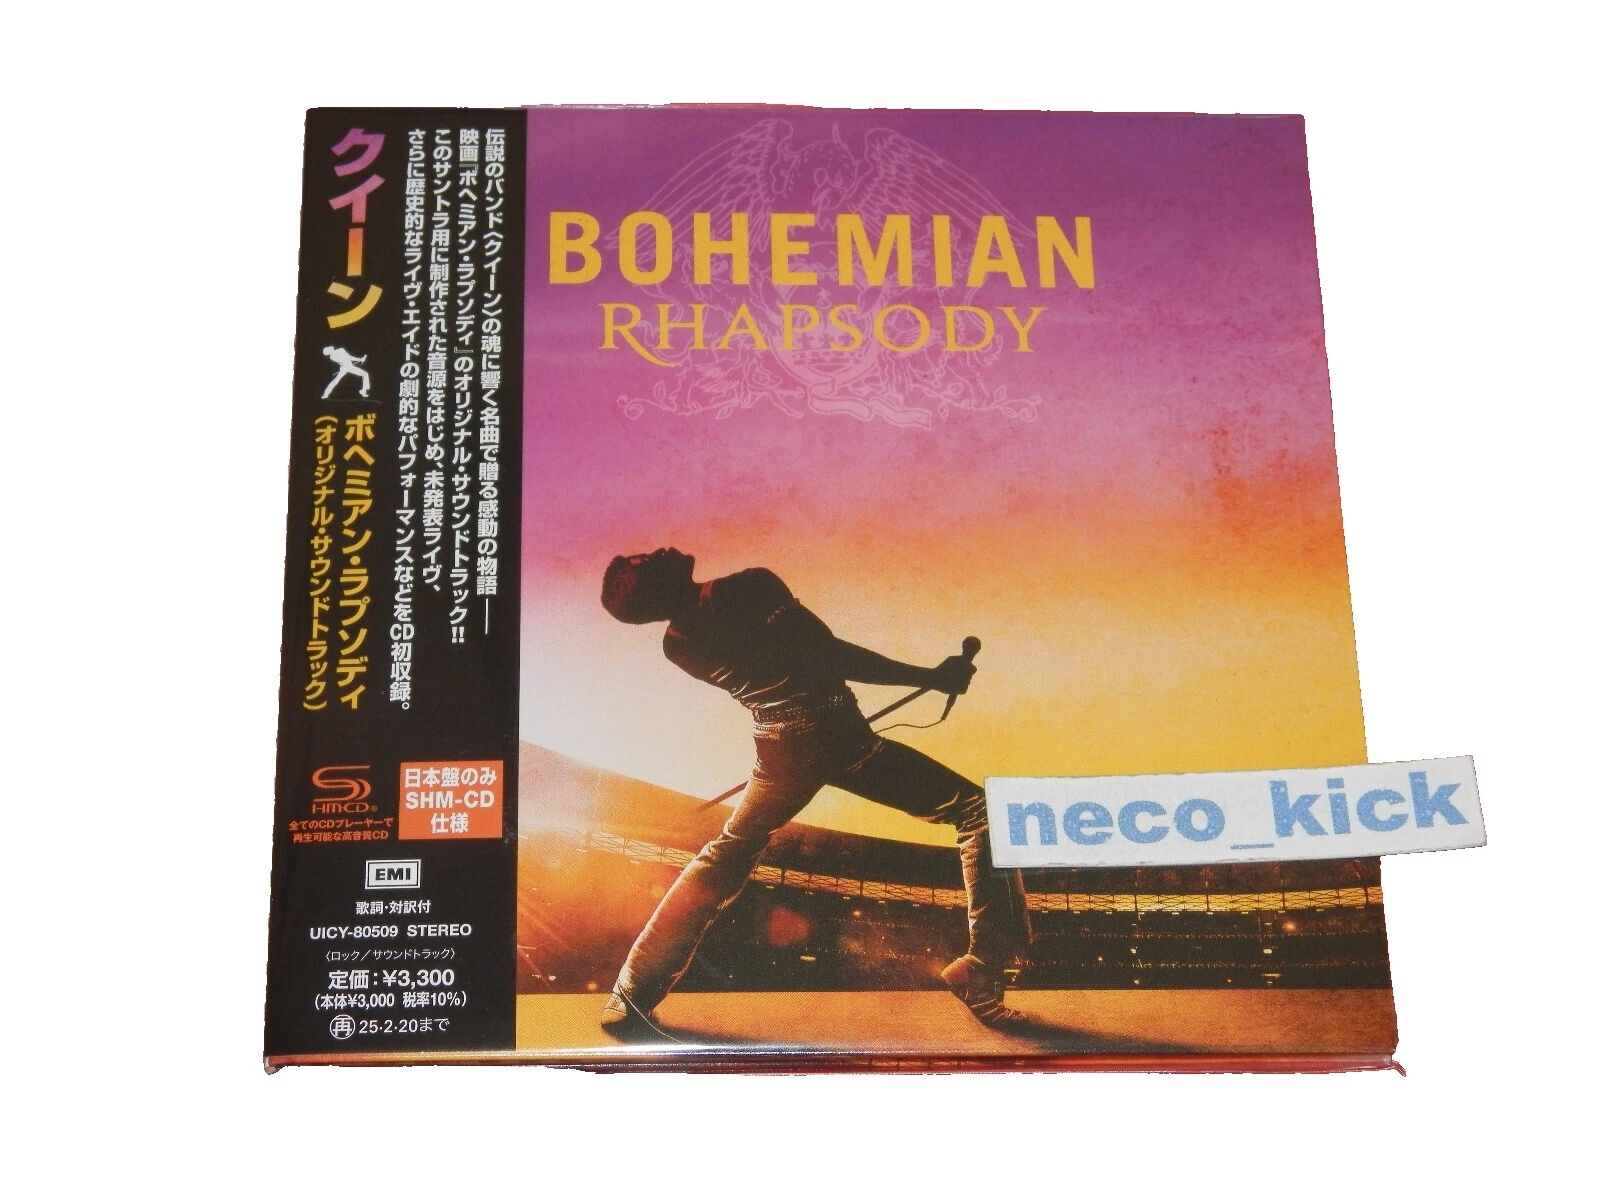 クイーン
ボヘミアン・ラプソディ
(オリジナル・サウンドトラック)
伝説のバンド〈クイーン〉の魂に響く名曲で贈る感動の物語──
映画『ボヘミアン・ラプソディ』のオリジナル・サウンドトラック!!
このサントラ用に制作された音源をはじめ、未発表ライヴ、
さらに歴史的なライヴ・エイドの劇的なパフォーマンスなどをCD初収録。
HM-CD®
全てのCDプレーヤーで
再生可能な高音質CD
日本盤のみ
SHM-CD
仕様
EMI
歌詞・対訳付
UICY-80509 STEREO
〈ロック/サウンドトラック〉
定価:¥3,300
(本体¥3,000 税率10%)
再 25・2・20まで
BOHEMIAN
RHAPSODY
neco_kick